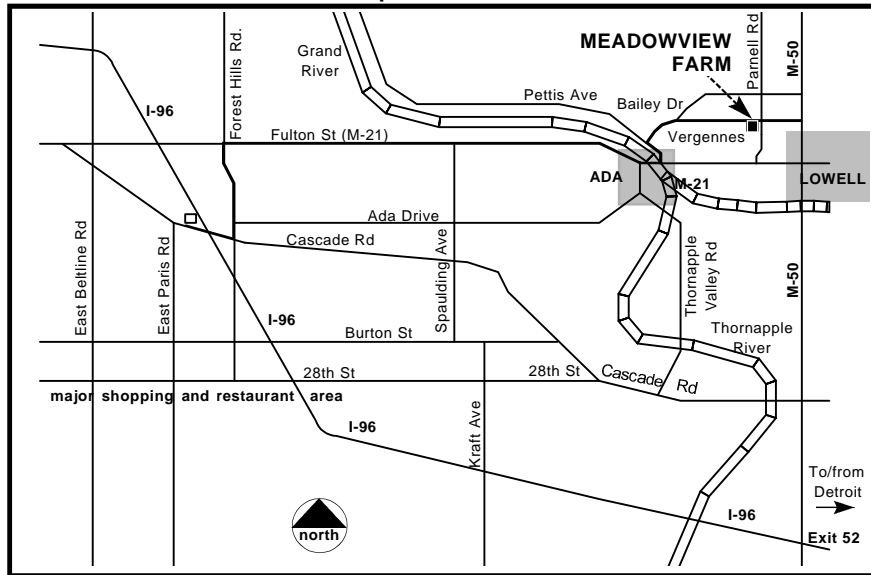 Grand
River
MEADOWVIEW
FARM
Parnell Rd
M-50
Forest Hills Rd.
I-96
Pettis Ave
Bailey Dr
Vergennes
Fulton St (M-21)
ADA
M-21
LOWELL
Ada Drive
Cascade Rd
East Beltline Rd
East Paris Rd
Spaulding Ave
Thornapple
Valley Rd
M-50
I-96
Burton St
Thornapple
River
28th St
28th St
Cascade Rd
major shopping and restaurant area
I-96
Kraft Ave
To/from
Detroit
I-96
Exit 52
north